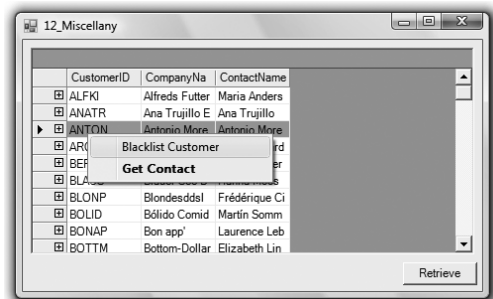 12_Miscellany
CustomerID CompanyNa ContactName
ALFKI Alfreds Futter Maria Anders
ANATR Ana Trujillo E Ana Trujillo
ANTON Antonio More Antonio More
Blacklist Customer
Get Contact
BLONP Blondesddsl Frédérique Ci
BOLID Bólido Comid Martín Somm
BONAP Bon app' Laurence Leb
BOTTM Bottom-Dollar Elizabeth Lin
Retrieve